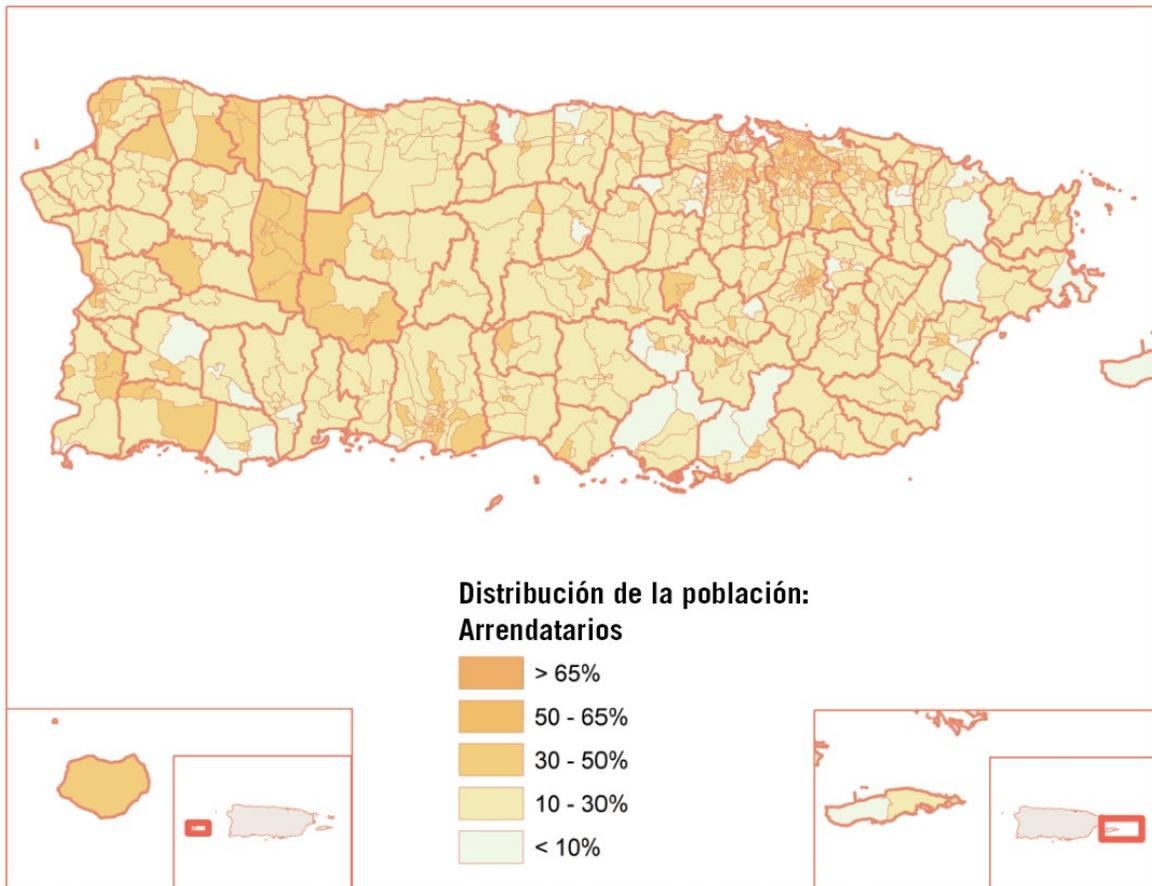 Distribución de la población:
Arrendatarios
> 65%
50 - 65%
30 - 50%
10 - 30%
< 10%